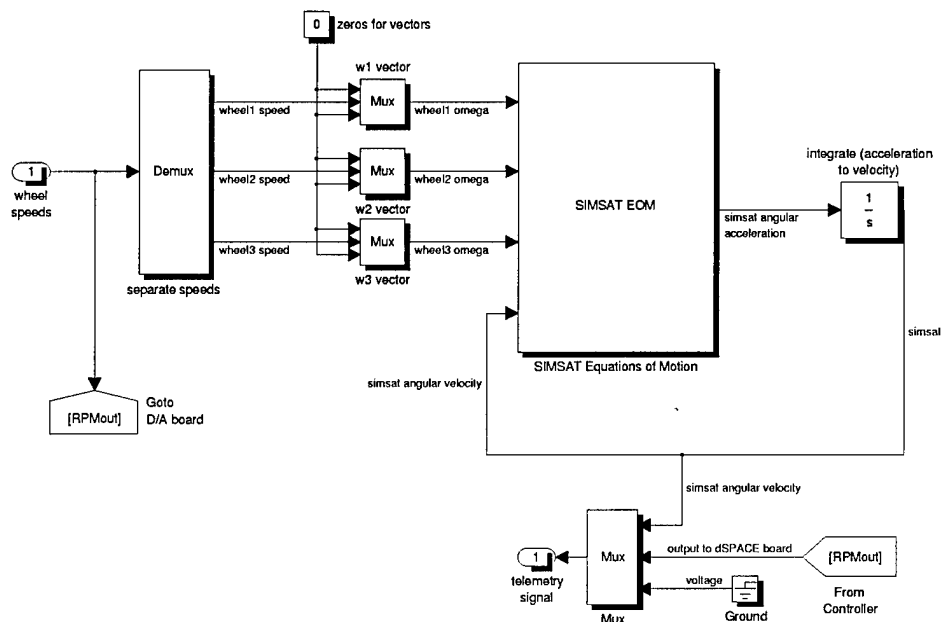 0
zeros for vectors
w1 vector
Mux
wheel1 speed
wheel1 omega
1
wheel
speeds
Demux
separate speeds
wheel2 speed
Mux
wheel2 omega
w2 vector
wheel3 speed
Mux
wheel3 omega
w3 vector
SIMSAT EOM
SIMSAT Equations of Motion
simsat angular
acceleration
integrate (acceleration
to velocity)
1
s
simsat
simsat angular velocity
[RPMout]
Goto
D/A board
simsat angular velocity
Mux
Mux
1
telemetry
signal
output to dSPACE board
[RPMout]
From
Controller
voltage
Ground